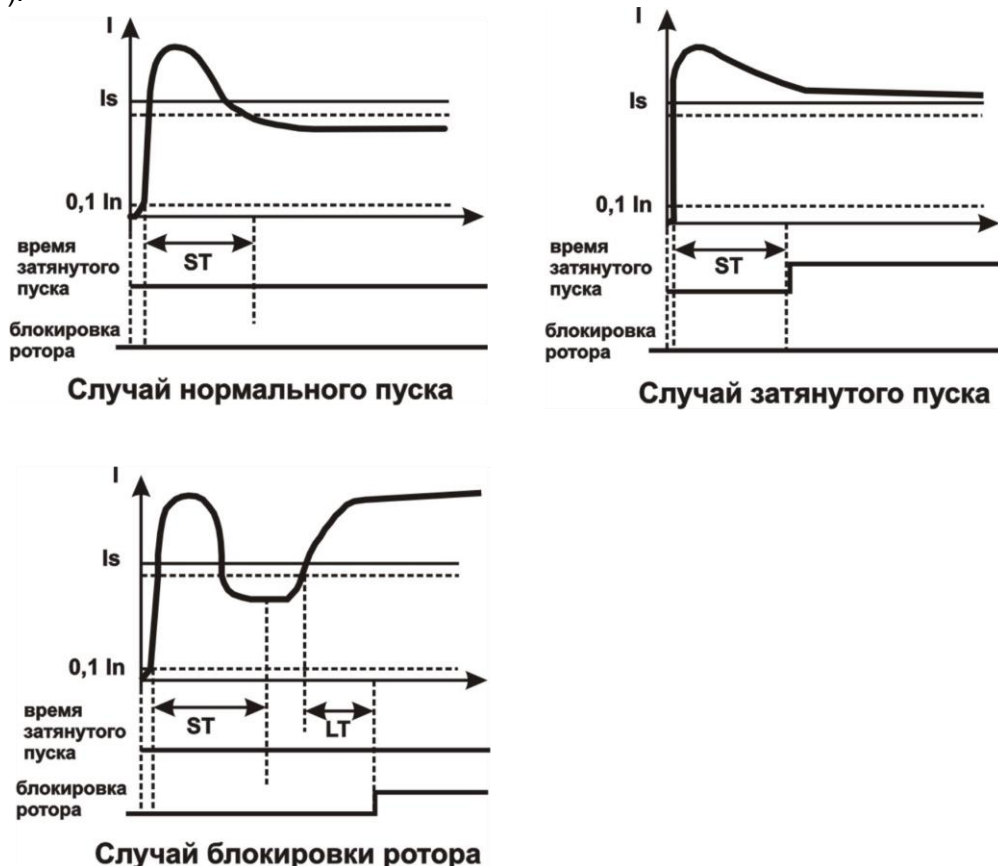 ).
I
Is
0,1 In
ST
время
затянутого
пуска
блокировка
ротора
Случай нормального пуска
I
Is
0,1 In
ST
время
затянутого
пуска
блокировка
ротора
Случай затянутого пуска
I
Is
0,1 In
ST
LT
время
затянутого
пуска
блокировка
ротора
Случай блокировки ротора